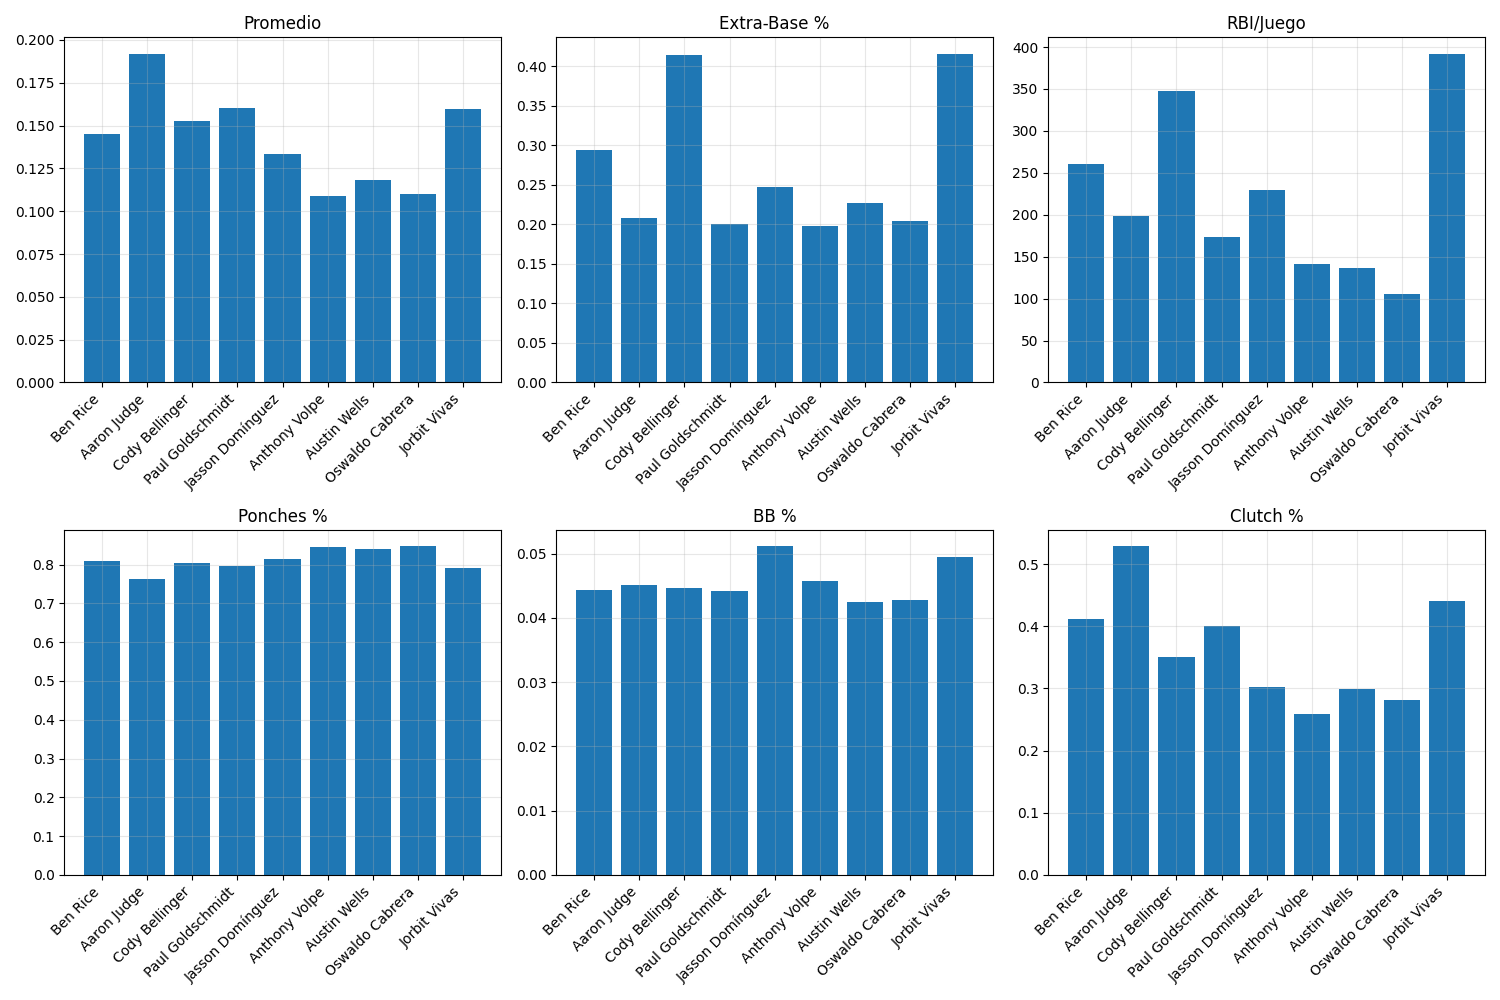 Promedio
0.200
0.175
0.150
0.125
0.100
0.075
0.050
0.025
0.000
Ben Rice
Aaron Judge
Cody Bellinger
Paul Goldschmidt
Jasson Domínguez
Anthony Volpe
Austin Wells
Oswaldo Cabrera
Jorbit Vivas
Extra-Base %
0.40
0.35
0.30
0.25
0.20
0.15
0.10
0.05
0.00
Ben Rice
Aaron Judge
Cody Bellinger
Paul Goldschmidt
Jasson Domínguez
Anthony Volpe
Austin Wells
Oswaldo Cabrera
Jorbit Vivas
RBI/Juego
400
350
300
250
200
150
100
50
0
Ben Rice
Aaron Judge
Cody Bellinger
Paul Goldschmidt
Jasson Domínguez
Anthony Volpe
Austin Wells
Oswaldo Cabrera
Jorbit Vivas
Ponches %
0.8
0.7
0.6
0.5
0.4
0.3
0.2
0.1
0.0
Ben Rice
Aaron Judge
Cody Bellinger
Paul Goldschmidt
Jasson Domínguez
Anthony Volpe
Austin Wells
Oswaldo Cabrera
Jorbit Vivas
BB %
0.05
0.04
0.03
0.02
0.01
0.00
Ben Rice
Aaron Judge
Cody Bellinger
Paul Goldschmidt
Jasson Domínguez
Anthony Volpe
Austin Wells
Oswaldo Cabrera
Jorbit Vivas
Clutch %
0.5
0.4
0.3
0.2
0.1
0.0
Ben Rice
Aaron Judge
Cody Bellinger
Paul Goldschmidt
Jasson Domínguez
Anthony Volpe
Austin Wells
Oswaldo Cabrera
Jorbit Vivas